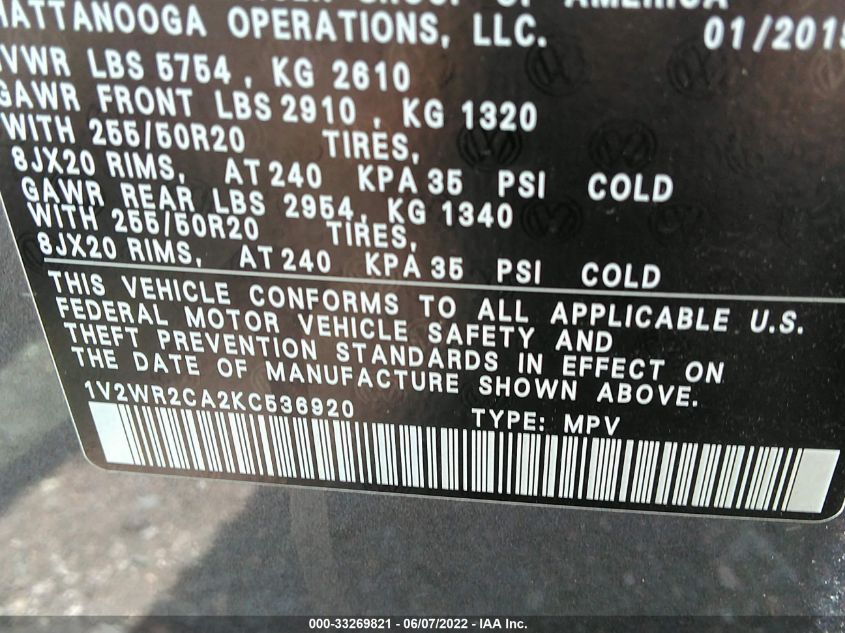 GROUP OF AMERICA
HATTANOOGA OPERATIONS, LLC. 01/201
VWR LBS 5754 , KG 2610
GAWR FRONT LBS 2910 , KG 1320
WITH 255/50R20 TIRES,
8JX20 RIMS, AT 240 KPA 35 PSI COLD
GAWR REAR LBS 2954, KG 1340
WITH 255/50R20 TIRES,
8JX20 RIMS, AT 240 KPA 35 PSI COLD
THIS VEHICLE CONFORMS TO ALL APPLICABLE U.S.
FEDERAL MOTOR VEHICLE SAFETY AND
THEFT PREVENTION STANDARDS IN EFFECT ON
THE DATE OF MANUFACTURE SHOWN ABOVE.
1V2WR2CA2KC536920 TYPE: MPV
000-33269821 - 06/07/2022 - IAA Inc.